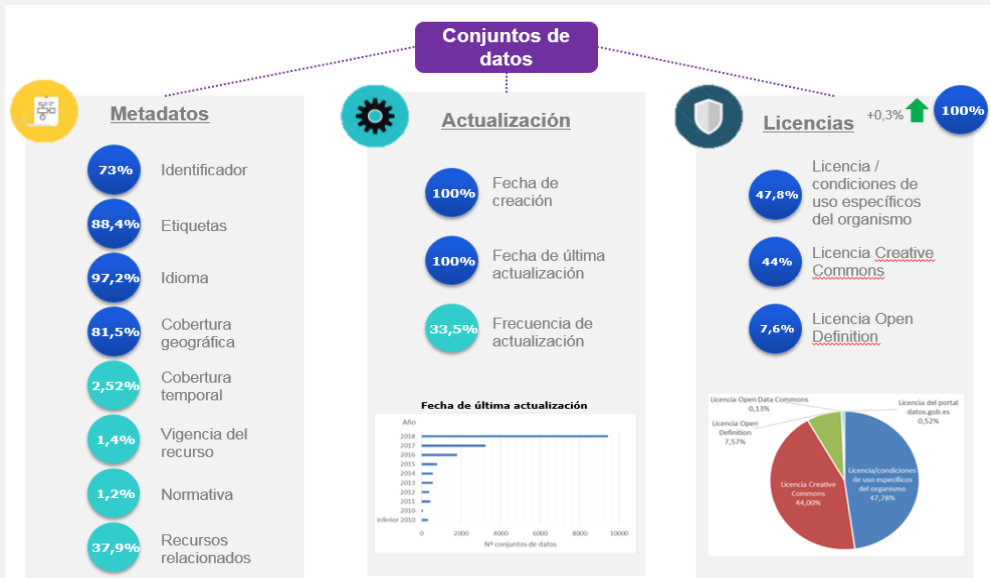 Conjuntos de
datos
Metadatos
73%
Identificador
88,4%
Etiquetas
97,2%
Idioma
81,5%
Cobertura
geográfica
2,52%
Cobertura
temporal
1,4%
Vigencia del
recurso
1,2%
Normativa
37,9%
Recursos
relacionados
Actualización
100%
Fecha de
creación
100%
Fecha de última
actualización
33,5%
Frecuencia de
actualización
Fecha de última actualización
Año
2018
2017
2016
2015
2014
2013
2012
2011
2010
Inferior 2010
0 2000 4000 6000 8000 10000
Nº conjuntos de datos
Licencias
+0,3%
100%
47,8%
Licencia /
condiciones de
uso específicos
del organismo
44%
Licencia Creative
Commons
7,6%
Licencia Open
Definition
Licencia Open Data Commons
0,13%
Licencia del portal
datos.gob.es
0,52%
Licencia Open
Definition
7,57%
Licencia/condiciones
de uso específicos
del organismo
47,78%
Licencia Creative
Commons
44,00%